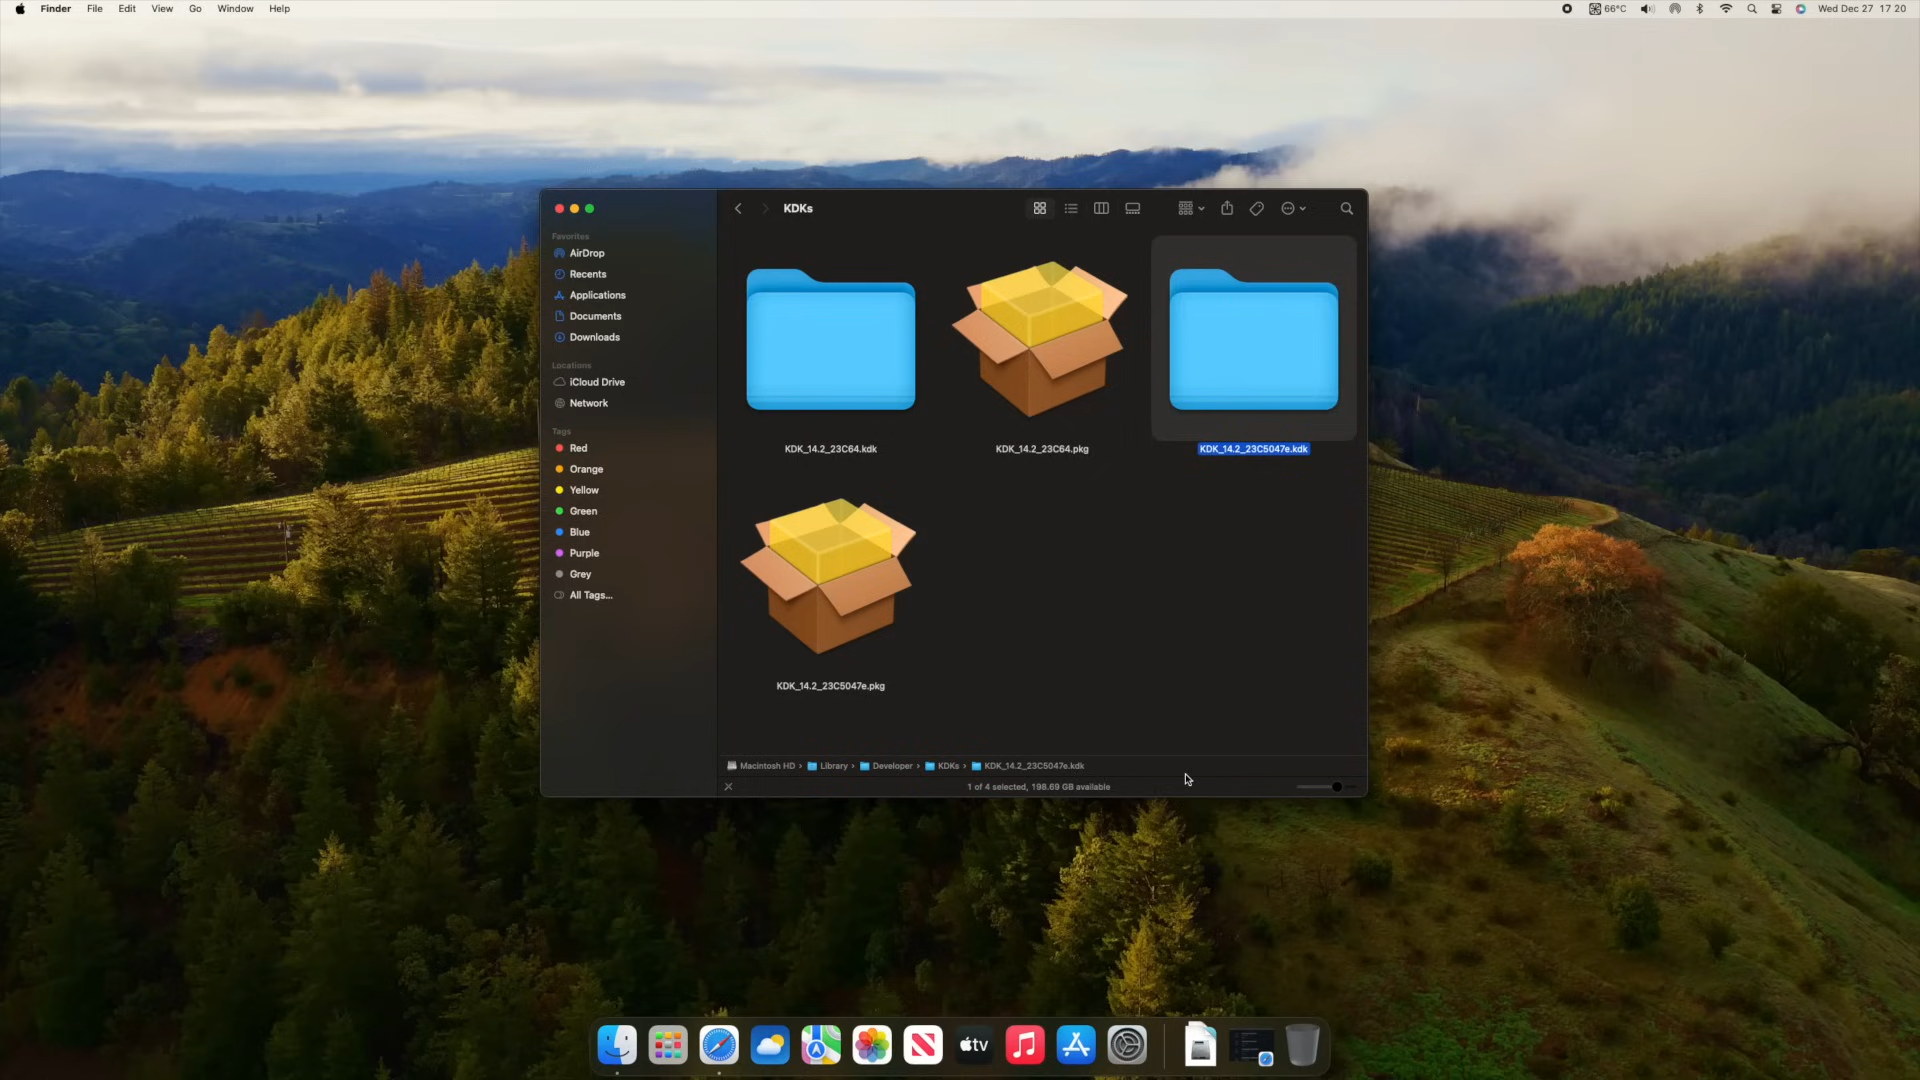 Finder File Edit View Go Window Help
66°C Wed Dec 27 17 20
KDKs
Favorites
AirDrop
Recents
Applications
Documents
Downloads
Locations
iCloud Drive
Network
Tags
Red
Orange
Yellow
Green
Blue
Purple
Grey
All Tags...
KDK_14.2_23C64.kdk
KDK_14.2_23C64.pkg
KDK_14.2_23C5047e.kdk
KDK_14.2_23C5047e.pkg
Macintosh HD › Library › Developer › KDKs › KDK_14.2_23C5047e.kdk
1 of 4 selected, 198.69 GB available
tv